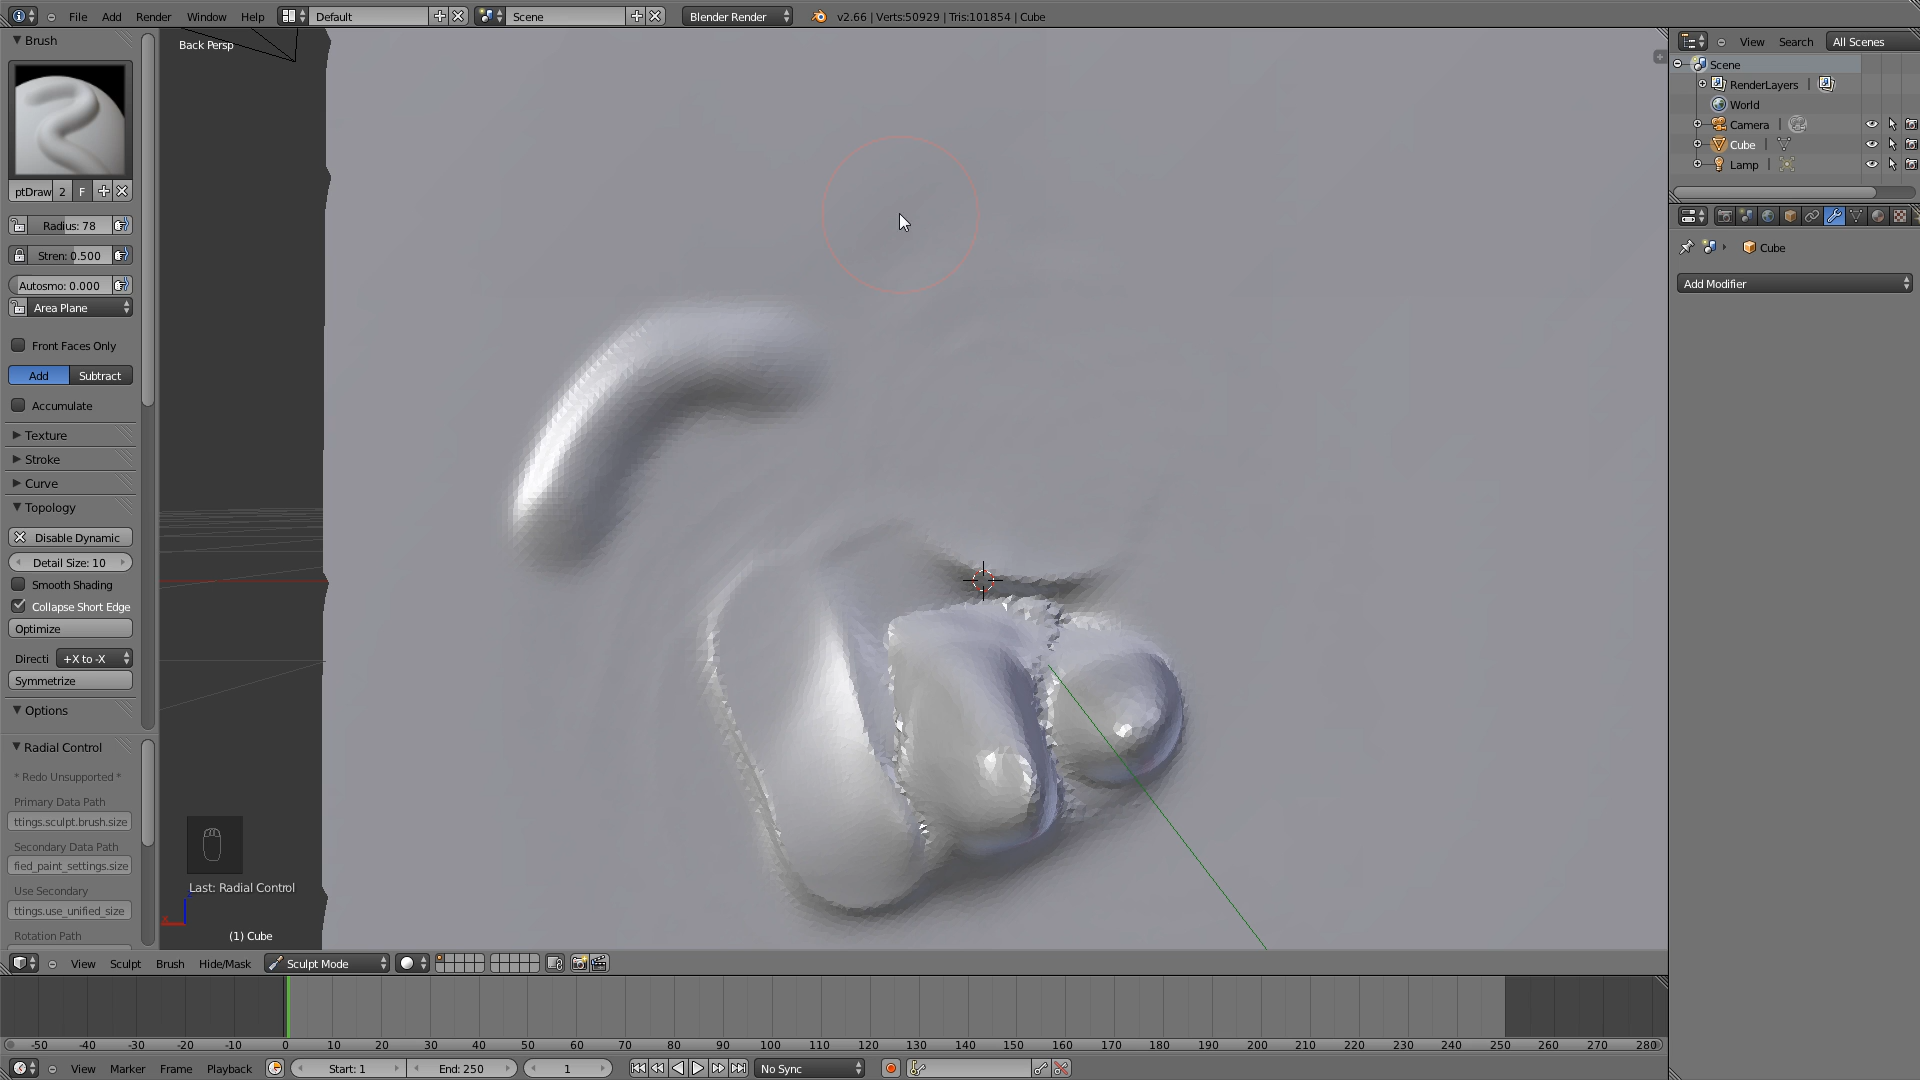 File Add Render Window Help Default Scene Blender Render v2.66 | Verts:50929 | Tris:101854 | Cube
Brush
Back Persp
View Search All Scenes
Scene
RenderLayers |
World
Camera |
Cube |
Lamp |
ptDraw 2 F
Radius: 78
Stren: 0.500
Autosmo: 0.000
Area Plane
Cube
Add Modifier
Front Faces Only
Add Subtract
Accumulate
Texture
Stroke
Curve
Topology
Disable Dynamic
Detail Size: 10
Smooth Shading
Collapse Short Edge
Optimize
Directi +X to -X
Symmetrize
Options
Radial Control
* Redo Unsupported *
Primary Data Path
ttings.sculpt.brush.size
Secondary Data Path
fied_paint_settings.size
Use Secondary
ttings.use_unified_size
Rotation Path
Last: Radial Control
x
(1) Cube
View Sculpt Brush Hide/Mask Sculpt Mode
-50 -40 -30 -20 -10 0 10 20 30 40 50 60 70 80 90 100 110 120 130 140 150 160 170 180 190 200 210 220 230 240 250 260 270 280
View Marker Frame Playback Start: 1 End: 250 1 No Sync